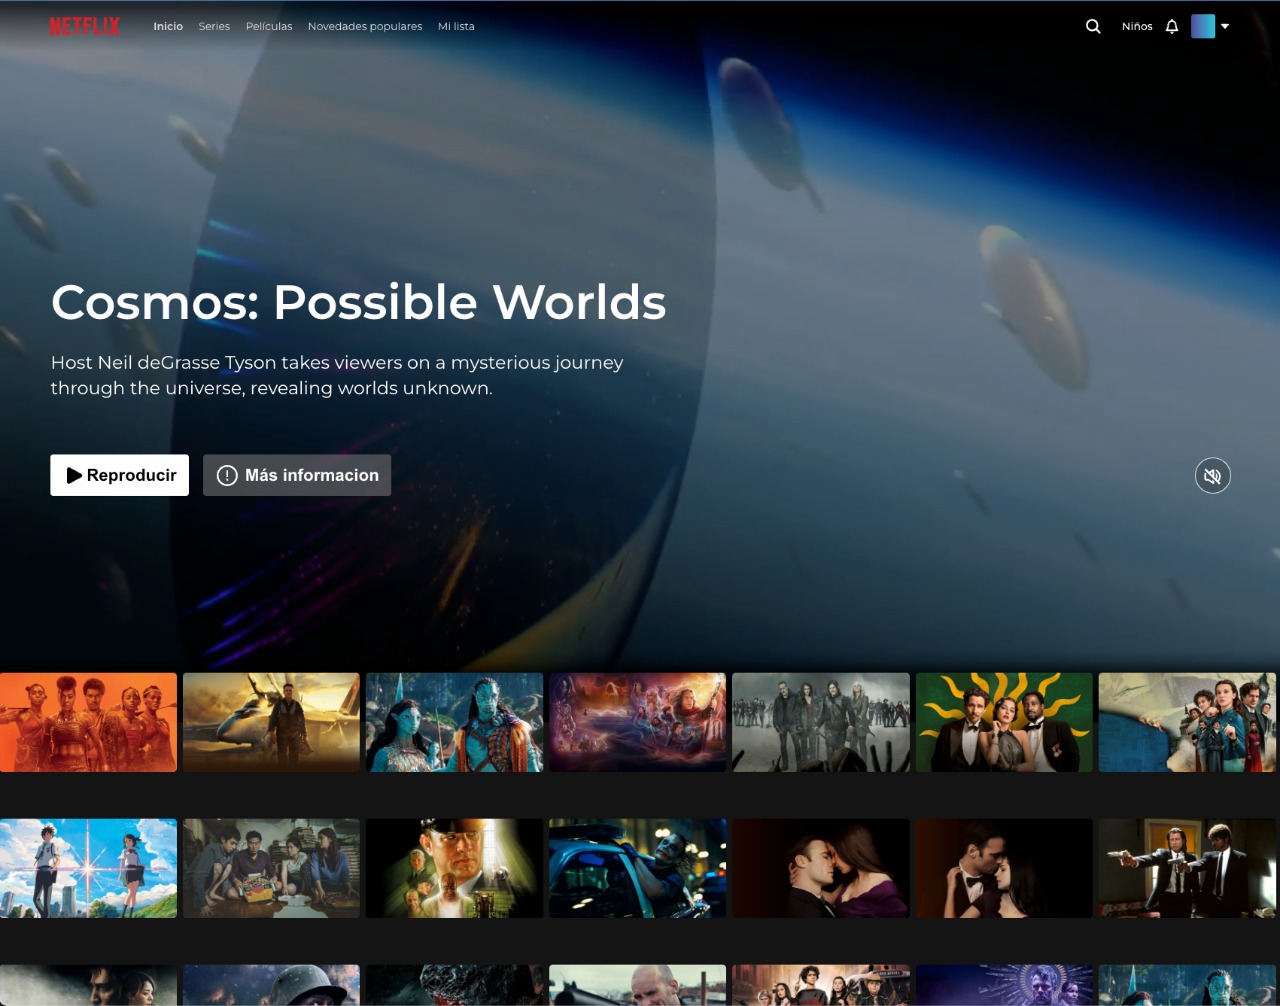 NETFLIX Inicio Series Películas Novedades populares Mi lista Niños
Cosmos: Possible Worlds
Host Neil deGrasse Tyson takes viewers on a mysterious journey
through the universe, revealing worlds unknown.
Reproducir Más informacion